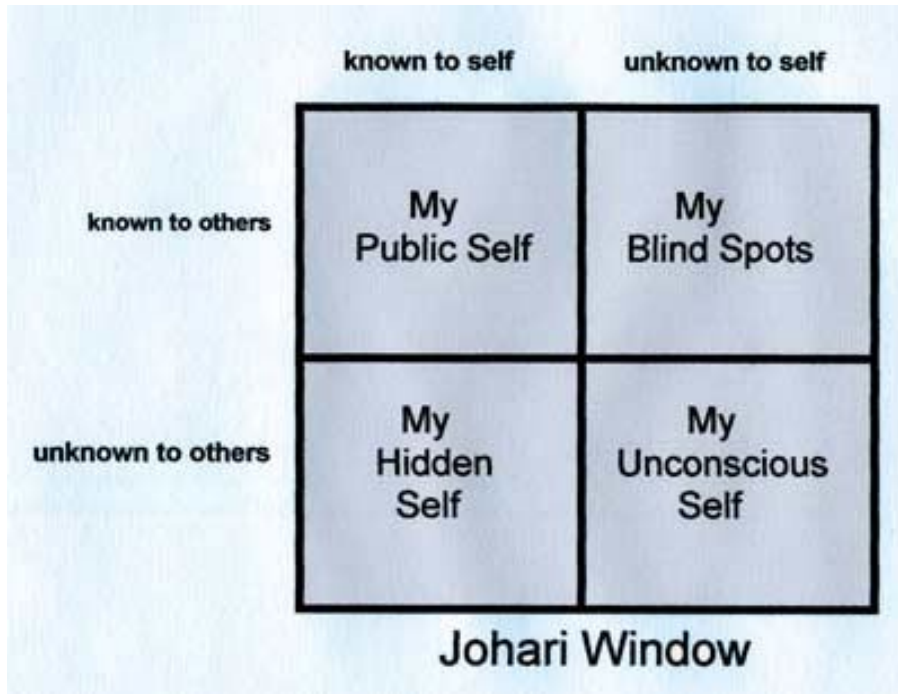 known to self unknown to self
known to others
My
Public Self
My
Blind Spots
unknown to others
My
Hidden
Self
My
Unconscious
Self
Johari Window